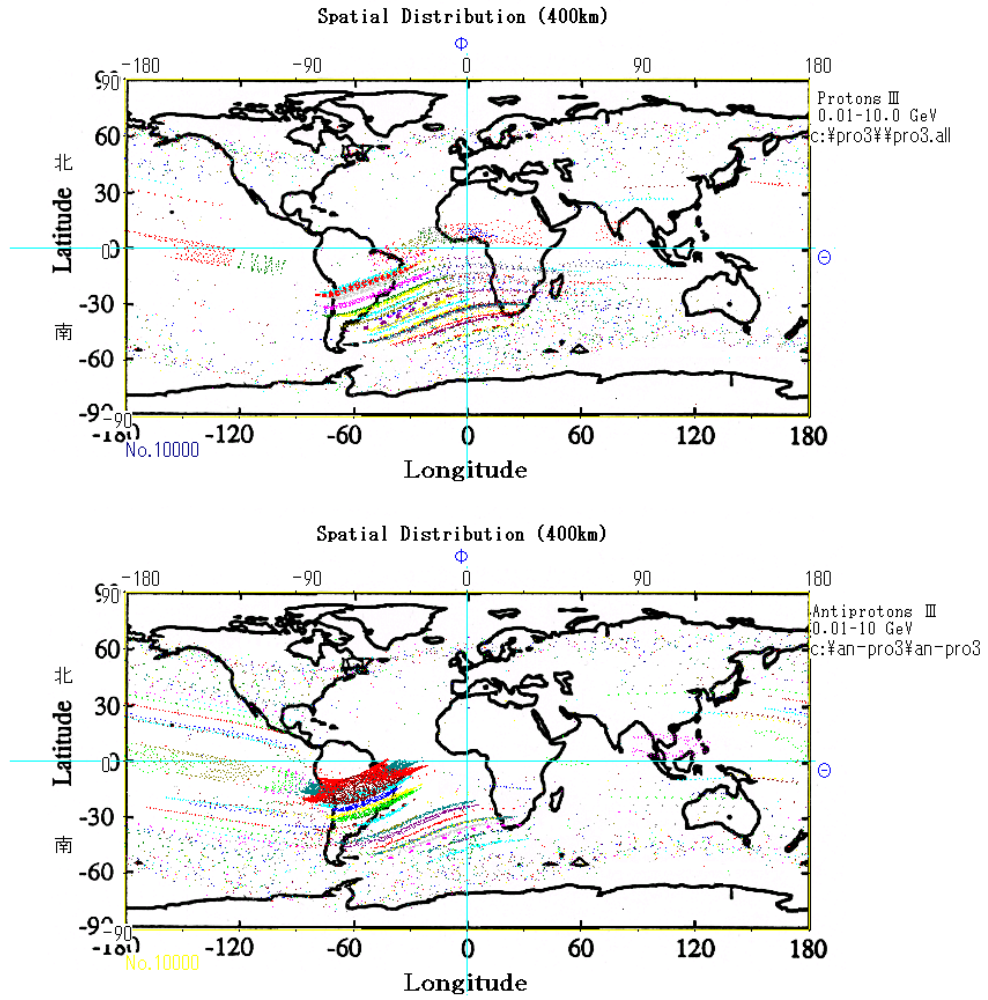 Spatial Distribution (400km)
Φ
-180 -90 0 90 180
90
Protons Ⅲ
0.01-10.0 GeV
c:¥pro3¥¥pro3.all
60
北
30
Latitude
0
Θ
-30
南
-60
-90
-90
-180 -120 -60 0 60 120 180
No.10000
Longitude
Spatial Distribution (400km)
Φ
-180 -90 0 90 180
90
Antiprotons Ⅲ
0.01-10 GeV
c:¥an-pro3¥an-pro3
60
北
30
Latitude
0
Θ
-30
南
-60
-90
-90
-180 -120 -60 0 60 120 180
No.10000
Longitude